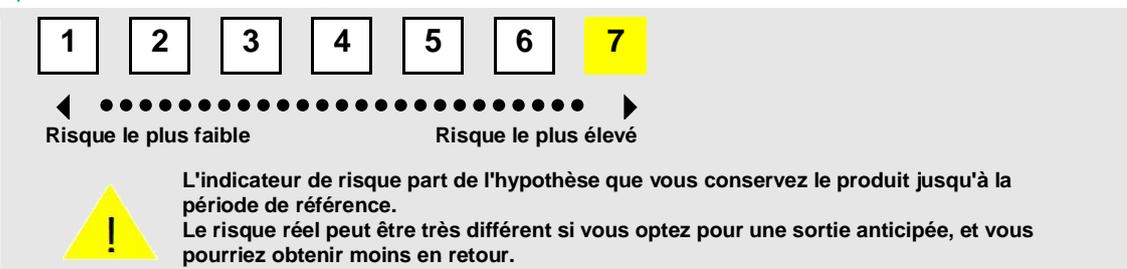 1 2 3 4 5 6 7
Risque le plus faible Risque le plus élevé
L'indicateur de risque part de l'hypothèse que vous conservez le produit jusqu'à la
période de référence.
Le risque réel peut être très différent si vous optez pour une sortie anticipée, et vous
pourriez obtenir moins en retour.
!